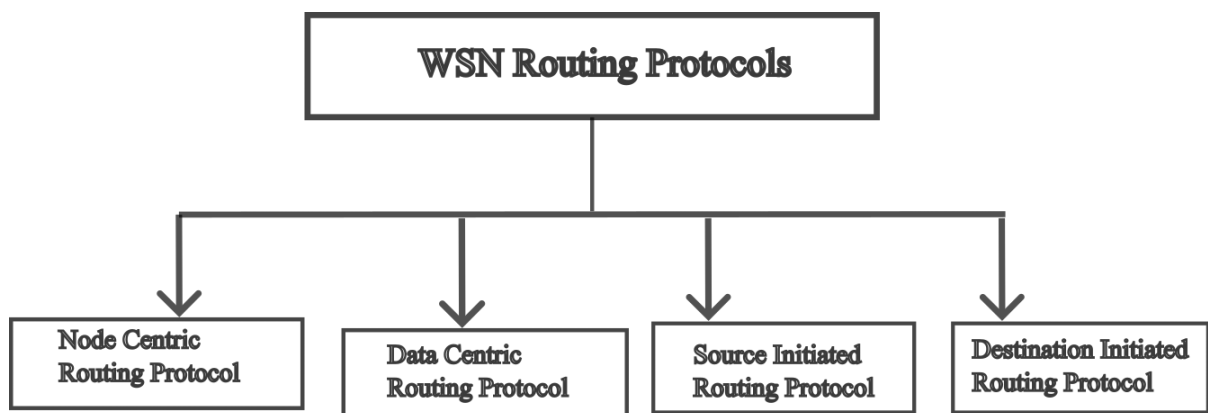 WSN Routing Protocols
Node Centric
Routing Protocol
Data Centric
Routing Protocol
Source Initiated
Routing Protocol
Destination Initiated
Routing Protocol